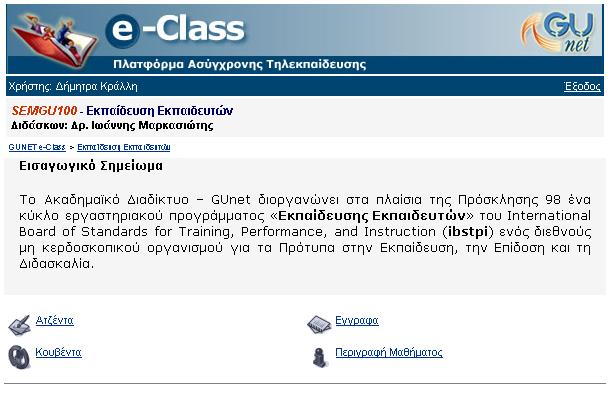 e-Class
GUnet
Πλατφόρμα Ασύγχρονης Τηλεκπαίδευσης
Χρήστης: Δήμητρα Κράλλη Έξοδος
SEMGU100 - Εκπαίδευση Εκπαιδευτών
Διδάσκων: Δρ. Ιωάννης Μαρκασιώτης
GUNET e-Class > Εκπαίδευση Εκπαιδευτών
Εισαγωγικό Σημείωμα
Το Ακαδημαϊκό Διαδίκτυο – GUnet διοργανώνει στα πλαίσια της Πρόσκλησης 98 ένα
κύκλο εργαστηριακού προγράμματος «Εκπαίδευσης Εκπαιδευτών» του International
Board of Standards for Training, Performance, and Instruction (ibstpi) ενός διεθνούς
μη κερδοσκοπικού οργανισμού για τα Πρότυπα στην Εκπαίδευση, την Επίδοση και τη
Διδασκαλία.
Ατζέντα Εγγραφα
Κουβέντα Περιγραφή Μαθήματος